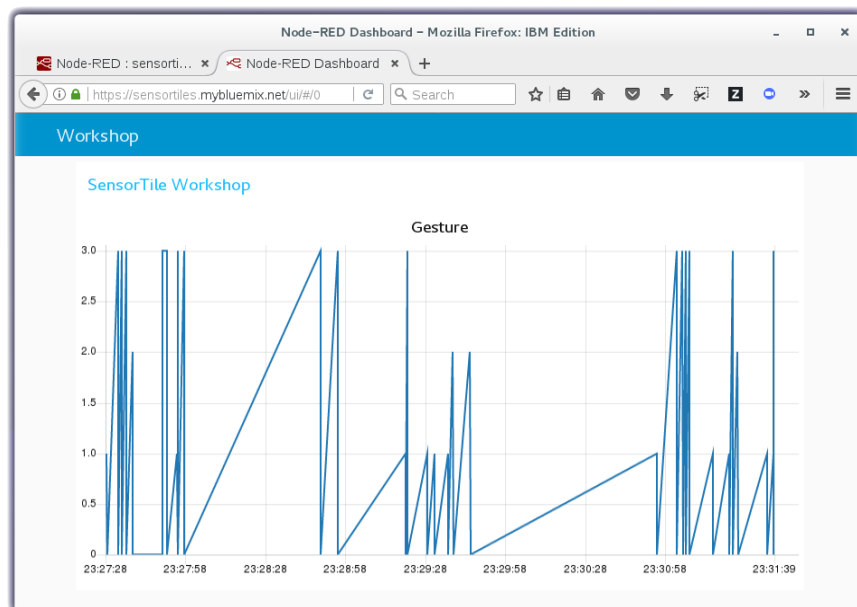 Node-RED Dashboard - Mozilla Firefox: IBM Edition
Node-RED : sensorti... × Node-RED Dashboard × +
https://sensortiles.mybluemix.net/ui/#/0 Search
Workshop
SensorTile Workshop
Gesture
3.0
2.5
2.0
1.5
1.0
0.5
0
23:27:28 23:27:58 23:28:28 23:28:58 23:29:28 23:29:58 23:30:28 23:30:58 23:31:39